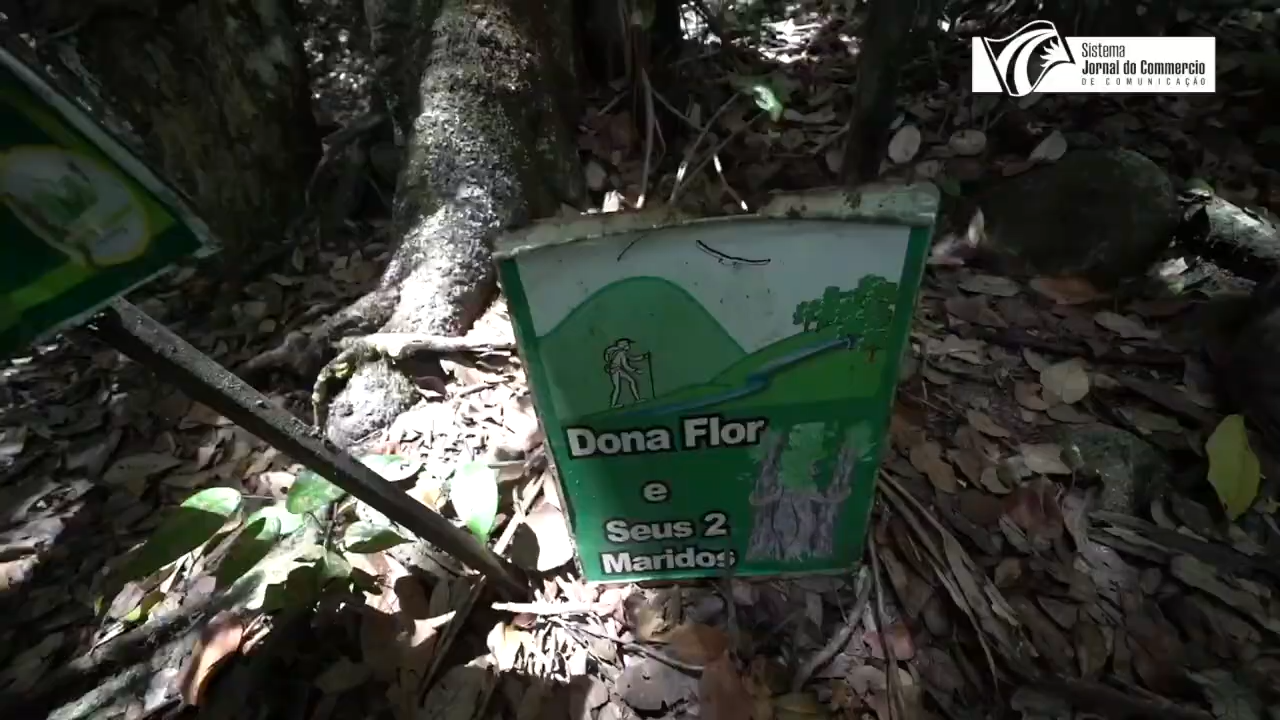 Sistema
Jornal do Commercio
DE COMUNICAÇÃO
Dona Flor
e
Seus 2
Maridos